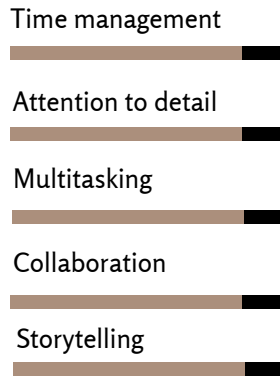 Time management
Attention to detail
Multitasking
Collaboration
Storytelling